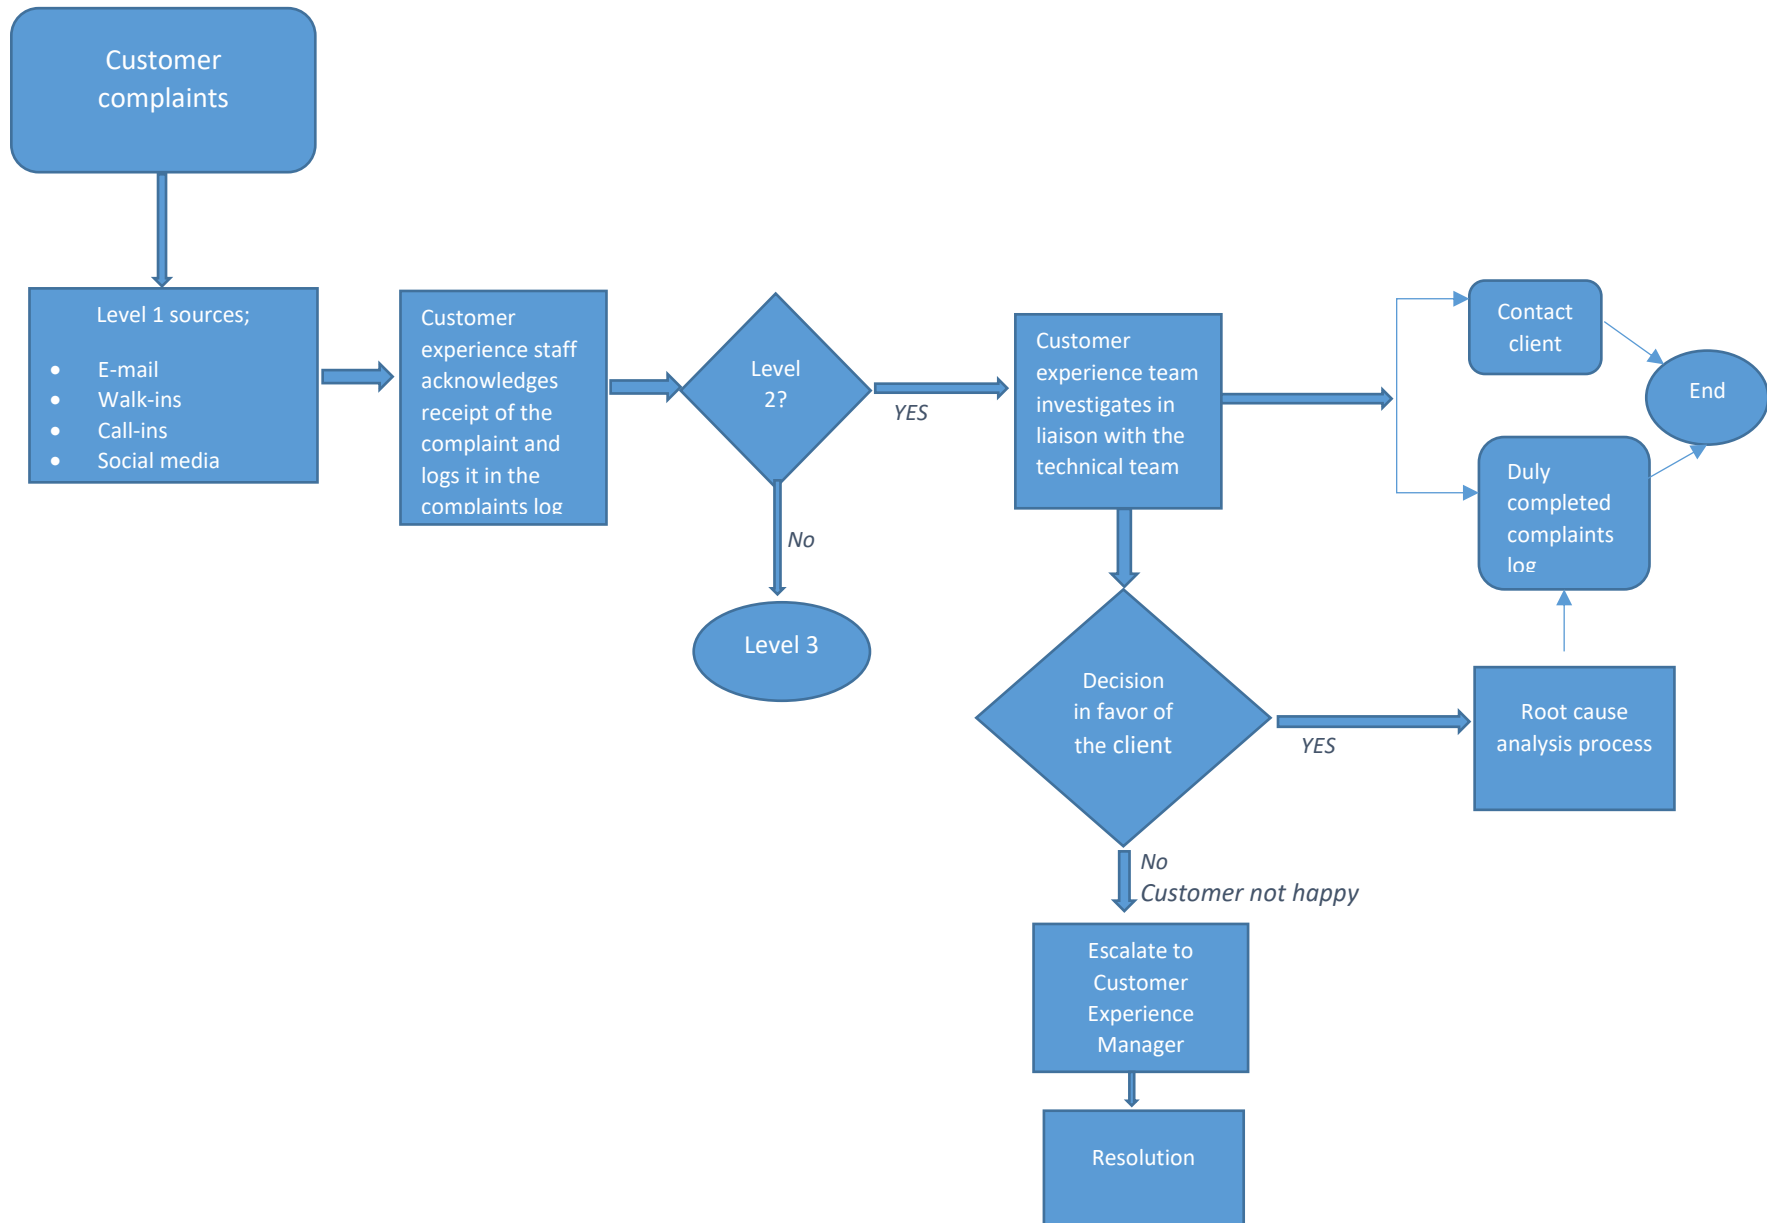 Customer
complaints
Level 1 sources;
• E-mail
• Walk-ins
• Call-ins
• Social media
Customer
experience staff
acknowledges
receipt of the
complaint and
logs it in the
complaints log
Level
2?
YES
No
Level 3
Customer
experience team
investigates in
liaison with the
technical team
Contact
client
End
Duly
completed
complaints
log
Decision
in favor of
the client
YES
Root cause
analysis process
No
Customer not happy
Escalate to
Customer
Experience
Manager
Resolution